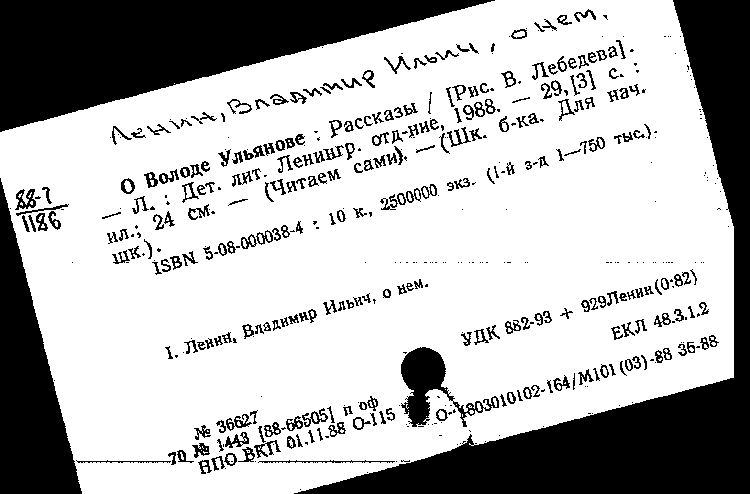 Ленин, Владимир Ильич, о нем.
88-7
1186
О Володе Ульянове : Рассказы / [Рис. В. Лебедева].
— Л. : Дет. лит. Ленингр. отд-ние, 1988. — 29, [3] с. :
ил.; 24 см. — (Читаем сами). — (Шк. б-ка. Для нач.
шк.).
ISBN 5-08-000038-4 : 10 к., 2500000 экз. (1-й з-д 1—750 тыс.).
I. Ленин, Владимир Ильич, о нем.
УДК 882-93 + 929Ленин(0:82)
ЕКЛ 48.3.1.2
№ 36627
70 № 1443 [88-66505] п оф
НПО ВКП 01.11.88 О-115 О-4803010102-164/М101(03)-88 36-88